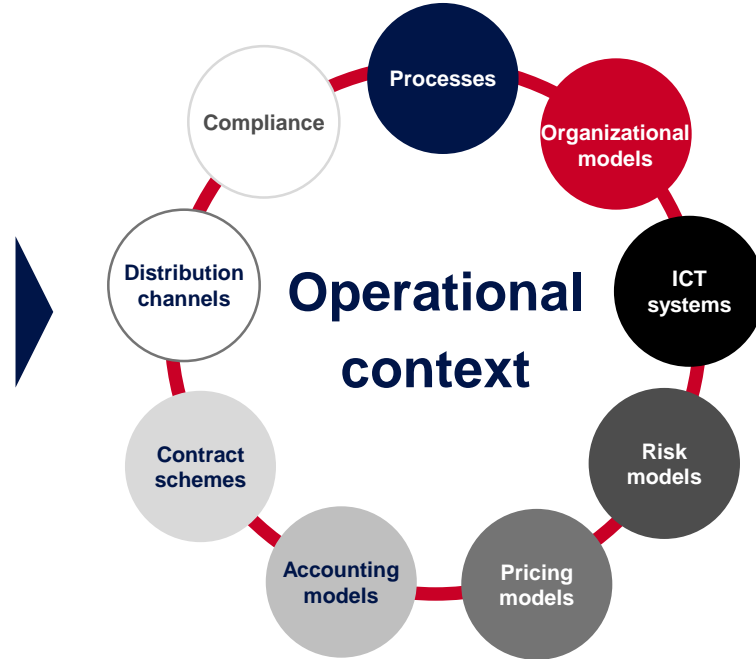 Processes
Compliance
Organizational
models
Distribution
channels
Operational
context
ICT
systems
Contract
schemes
Risk
models
Accounting
models
Pricing
models